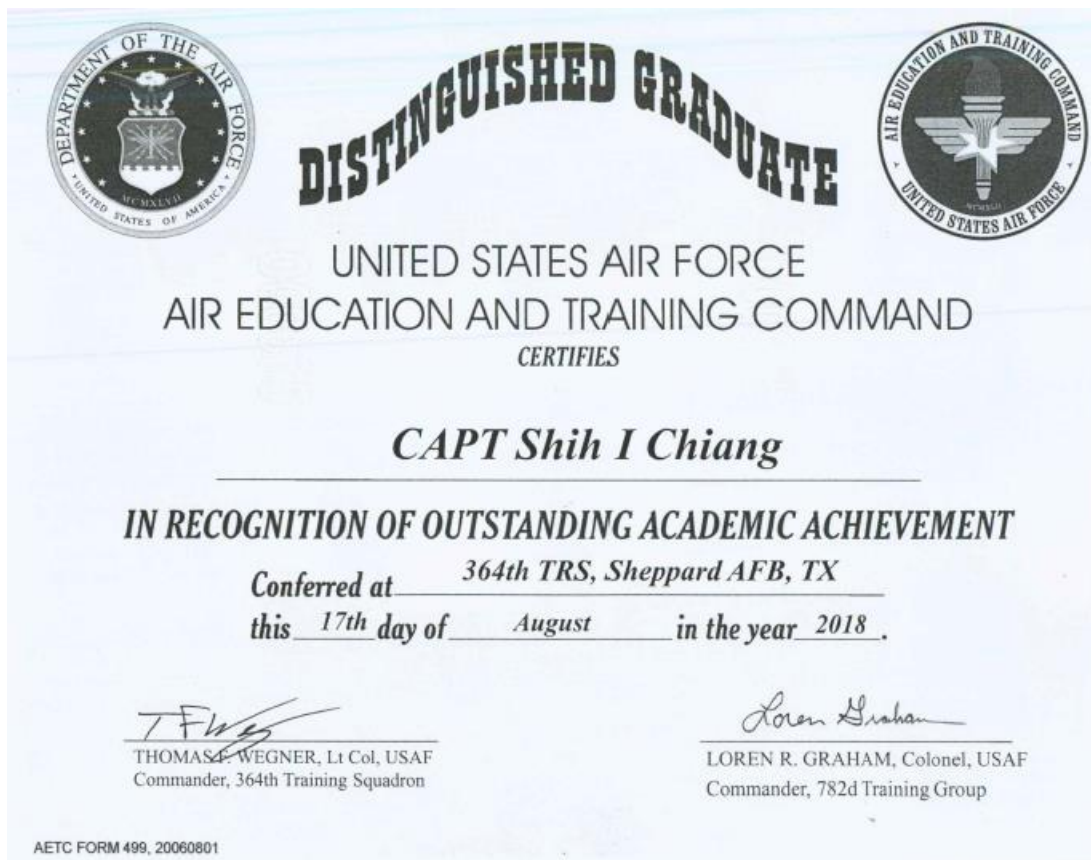 DEPARTMENT OF THE AIR FORCE
UNITED STATES OF AMERICA
MCMXLVII
DISTINGUISHED GRADUATE
AIR EDUCATION AND TRAINING COMMAND
UNITED STATES AIR FORCE
UNITED STATES AIR FORCE
AIR EDUCATION AND TRAINING COMMAND
CERTIFIES
CAPT Shih I Chiang
IN RECOGNITION OF OUTSTANDING ACADEMIC ACHIEVEMENT
Conferred at 364th TRS, Sheppard AFB, TX
this 17th day of August in the year 2018.
Loren Graham
THOMAS F. WEGNER, Lt Col, USAF
Commander, 364th Training Squadron
LOREN R. GRAHAM, Colonel, USAF
Commander, 782d Training Group
AETC FORM 499, 20060801